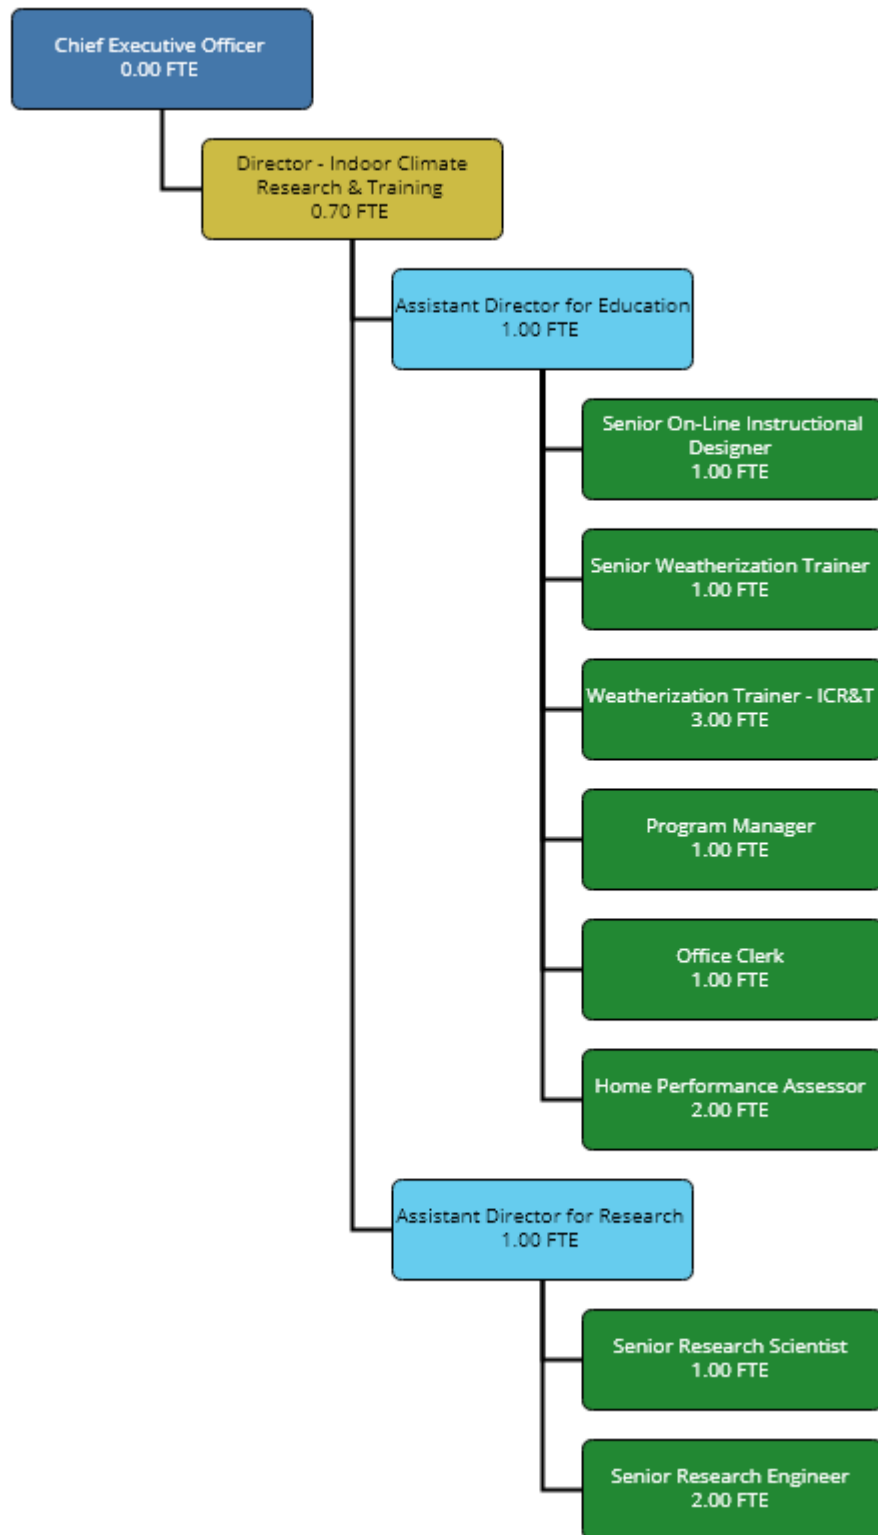 Chief Executive Officer
0.00 FTE
Director - Indoor Climate
Research & Training
0.70 FTE
Assistant Director for Education
1.00 FTE
Senior On-Line Instructional
Designer
1.00 FTE
Senior Weatherization Trainer
1.00 FTE
Weatherization Trainer - ICR&T
3.00 FTE
Program Manager
1.00 FTE
Office Clerk
1.00 FTE
Home Performance Assessor
2.00 FTE
Assistant Director for Research
1.00 FTE
Senior Research Scientist
1.00 FTE
Senior Research Engineer
2.00 FTE